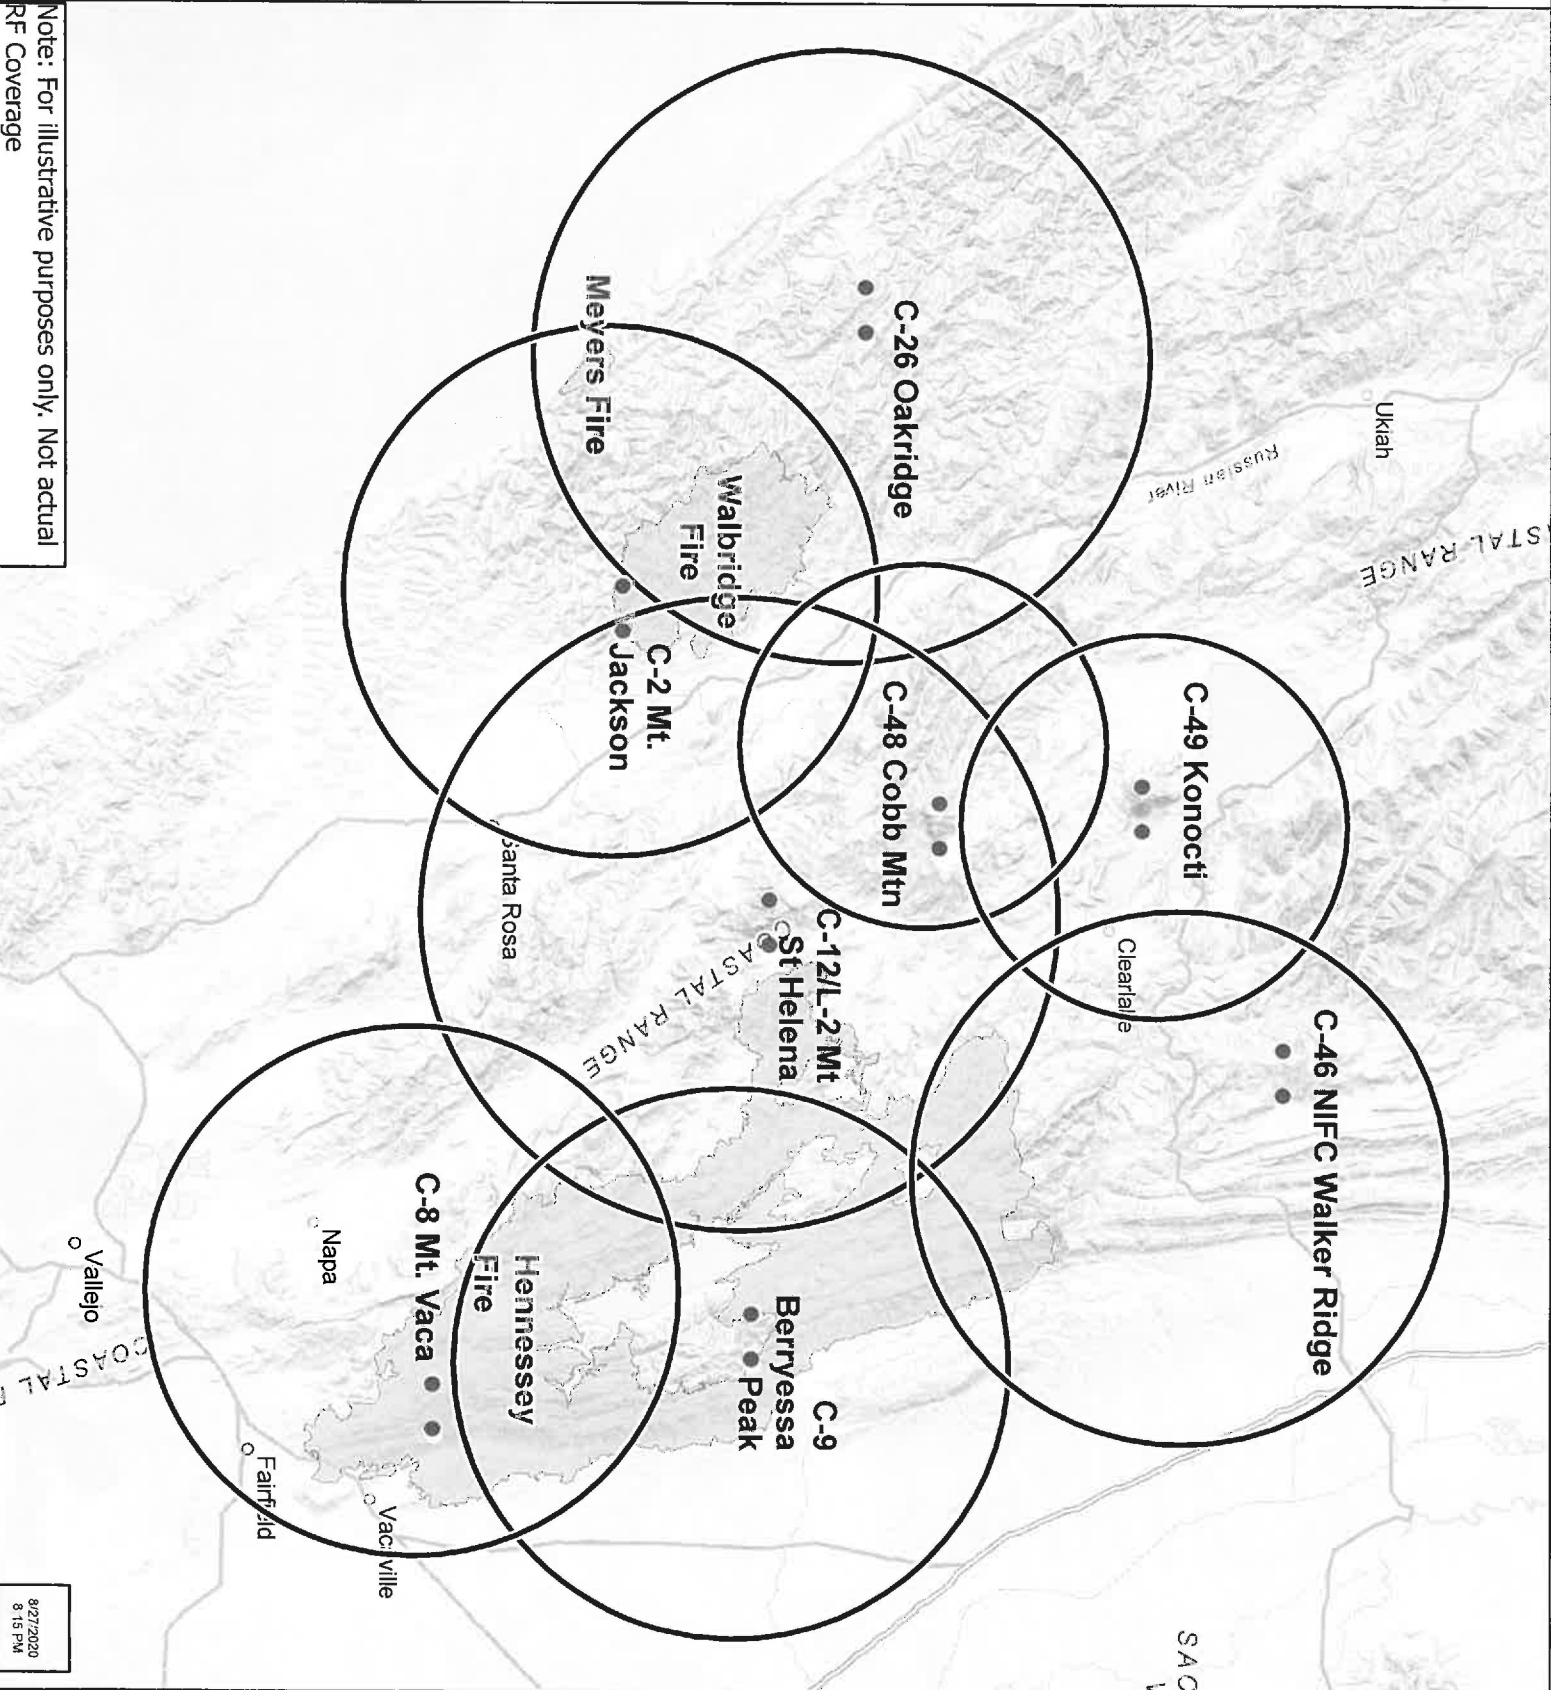 Ukiah
Russian River
STAL RANGE
C-26 Oakridge
C-49 Konocti
C-46 NIFC Walker Ridge
Clearlake
C-48 Cobb Mtn
C-12/L-2 Mt
St Helena
ASTAL RANGE
Meyers Fire
Walbridge
Fire
C-2 Mt.
Jackson
Santa Rosa
C-9
Berryessa
Peak
Hennessey
Fire
C-8 Mt. Vaca
Napa
Vallejo
COASTAL
Fairfield
Vacaville
SAC
Note: For illustrative purposes only. Not actual
RF Coverage
8/27/2020
8:15 PM